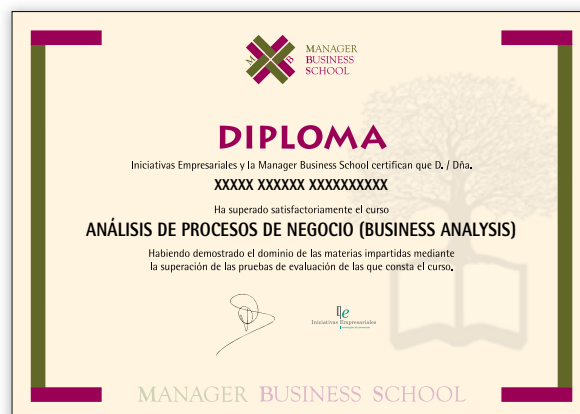 M B
MANAGER
BUSINESS
SCHOOL
DIPLOMA
Iniciativas Empresariales y la Manager Business School certifican que D. / Dña.
XXXXX XXXXXX XXXXXXXXXX
Ha superado satisfactoriamente el curso
ANÁLISIS DE PROCESOS DE NEGOCIO (BUSINESS ANALYSIS)
Habiendo demostrado el dominio de las materias impartidas mediante
la superación de las pruebas de evaluación de las que consta el curso.
Iniciativas Empresariales
MANAGER BUSINESS SCHOOL